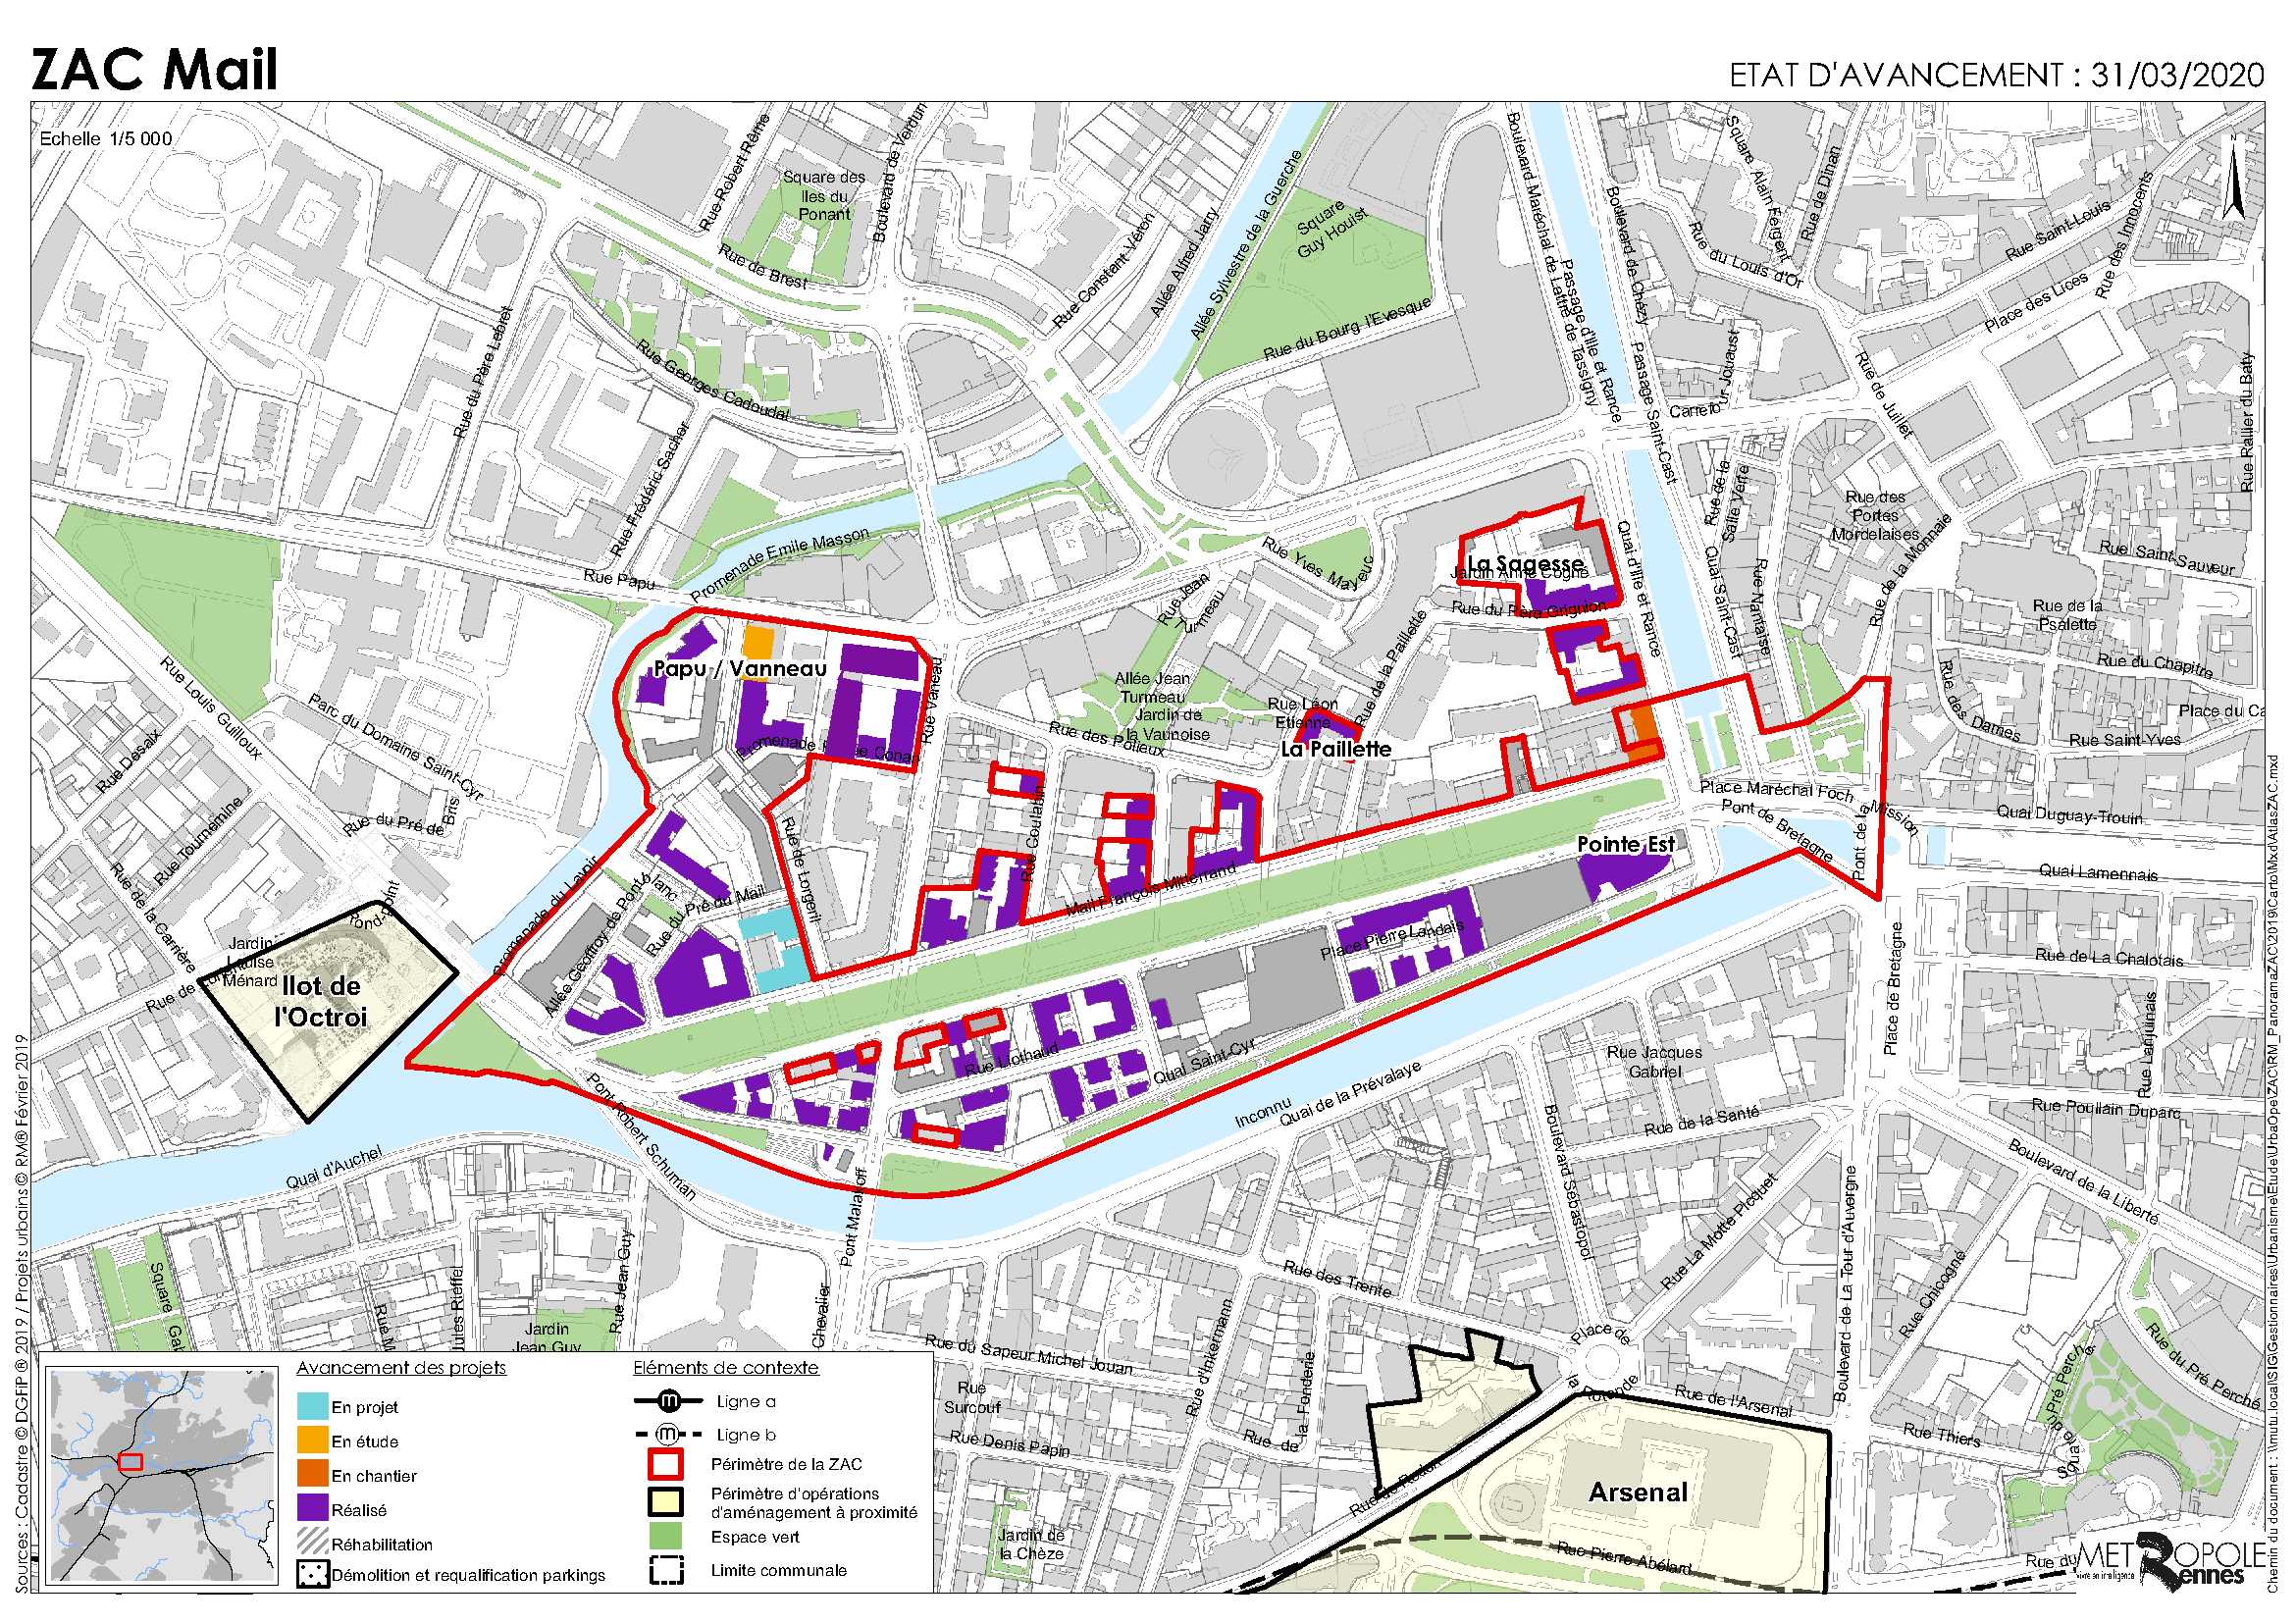 ZAC Mail
ETAT D'AVANCEMENT : 31/03/2020
Echelle 1/5 000
N
Rue Robert Rême
Square des
Iles du
Ponant
Boulevard de Verdun
Rue de Brest
Rue Constant Véron
Allée Alfred Jarry
Allée Sylvestre de la Guerche
Square
Guy Houist
Rue du Bourg l'Evesque
Boulevard Maréchal de Lattre de Tassigny
Passage d'Ille et Rance
Boulevard de Chézy
Passage Saint-Cast
Square Alain Fergent
Rue de Dinan
Rue du Louis d'Or
Rue Saint-Louis
Rue des Innocents
Place des Lices
Rue de Juillet
Rue Rallier du Baty
Carrefour Jouaust
Rue du Père Lebret
Rue Georges Cadoudal
Rue Frédéric Sacher
Promenade Emile Masson
Rue Papu
Rue Yves Mayeuc
Rue Jean
Turmeau
La Sagesse
Jardin Anne Cogné
Rue du Père Grignion
Quai d'Ille et Rance
Quai Saint-Cast
Rue de la
Salle Verte
Rue Nantaise
Rue des
Portes
Mordelaises
Rue de la Monnaie
Rue Saint-Sauveur
Rue de la
Psalette
Rue du Chapitre
Place du Ca
Rue Saint-Yves
Rue des Dames
Papu / Vanneau
Rue Vaneau
Allée Jean
Turmeau
Jardin de
la Vaunoise
Rue des Polieux
Rue Léon
Etienne
Rue de la Paillette
La Paillette
Rue Louis Guilloux
Parc du Domaine Saint-Cyr
Rue Desaix
Rue Tournemine
Rue du Pré de Bris
Rue de la Carrière
Rue de Lorgeril
Rue Goulabin
Mail François Mitterrand
Pointe Est
Place Maréchal Foch
Pont de Bretagne
Pont de la Mission
Quai Duguay-Trouin
Quai Lamennais
Promenade du Lavoir
Allée Geoffroy de Pontblanc
Rue du Pré du Mail
Place Pierre Landais
Rond-point
Jardin
Louise
Ménard
Ilot de
l'Octroi
Rue Llothaud
Quai Saint-Cyr
Place de Bretagne
Rue de La Chalotais
Rue Lanjuinais
Rue Jacques
Gabriel
Rue Poullain Duparc
Rue de la Santé
Inconnu
Quai de la Prévalaye
Pont Robert Schuman
Pont Malakoff
Quai d'Auchel
Boulevard Sébastopol
Rue La Motte Picquet
Boulevard de La Tour d'Auvergne
Boulevard de la Liberté
Rue Chicogné
Rue des Trente
Place de
la Rotonde
Rue de l'Arsenal
Rue Thiers
Rue du Pré Perché
Square
Gal
Rue M
Jules Rieffel
Rue Jean Guy
Jardin
Jean Guy
Chevalier
Rue du Sapeur Michel Jouan
Rue
Surcouf
Rue d'Inkermann
Rue de la Fonderie
Rue Denis Papin
Rue de
Jardin de
la Chèze
Rue de Redon
Arsenal
Rue Pierre Abélard
Rue du
Avancement des projets
En projet
En étude
En chantier
Réalisé
Réhabilitation
Démolition et requalification parkings
Eléments de contexte
Ligne a
Ligne b
Périmètre de la ZAC
Périmètre d'opérations
d'aménagement à proximité
Espace vert
Limite communale
METROPOLE
Rennes
vivre en intelligence
Sources : Cadastre © DGFIP ® 2019 / Projets urbains © RM® Février 2019
Chemin du document : \\mutu.local\SIG\Gestionnaires\Urbanisme\Etude\UrbaOpe\ZAC\RM_PanoramaZAC\2019\Carto\Mxd\AtlasZAC.mxd